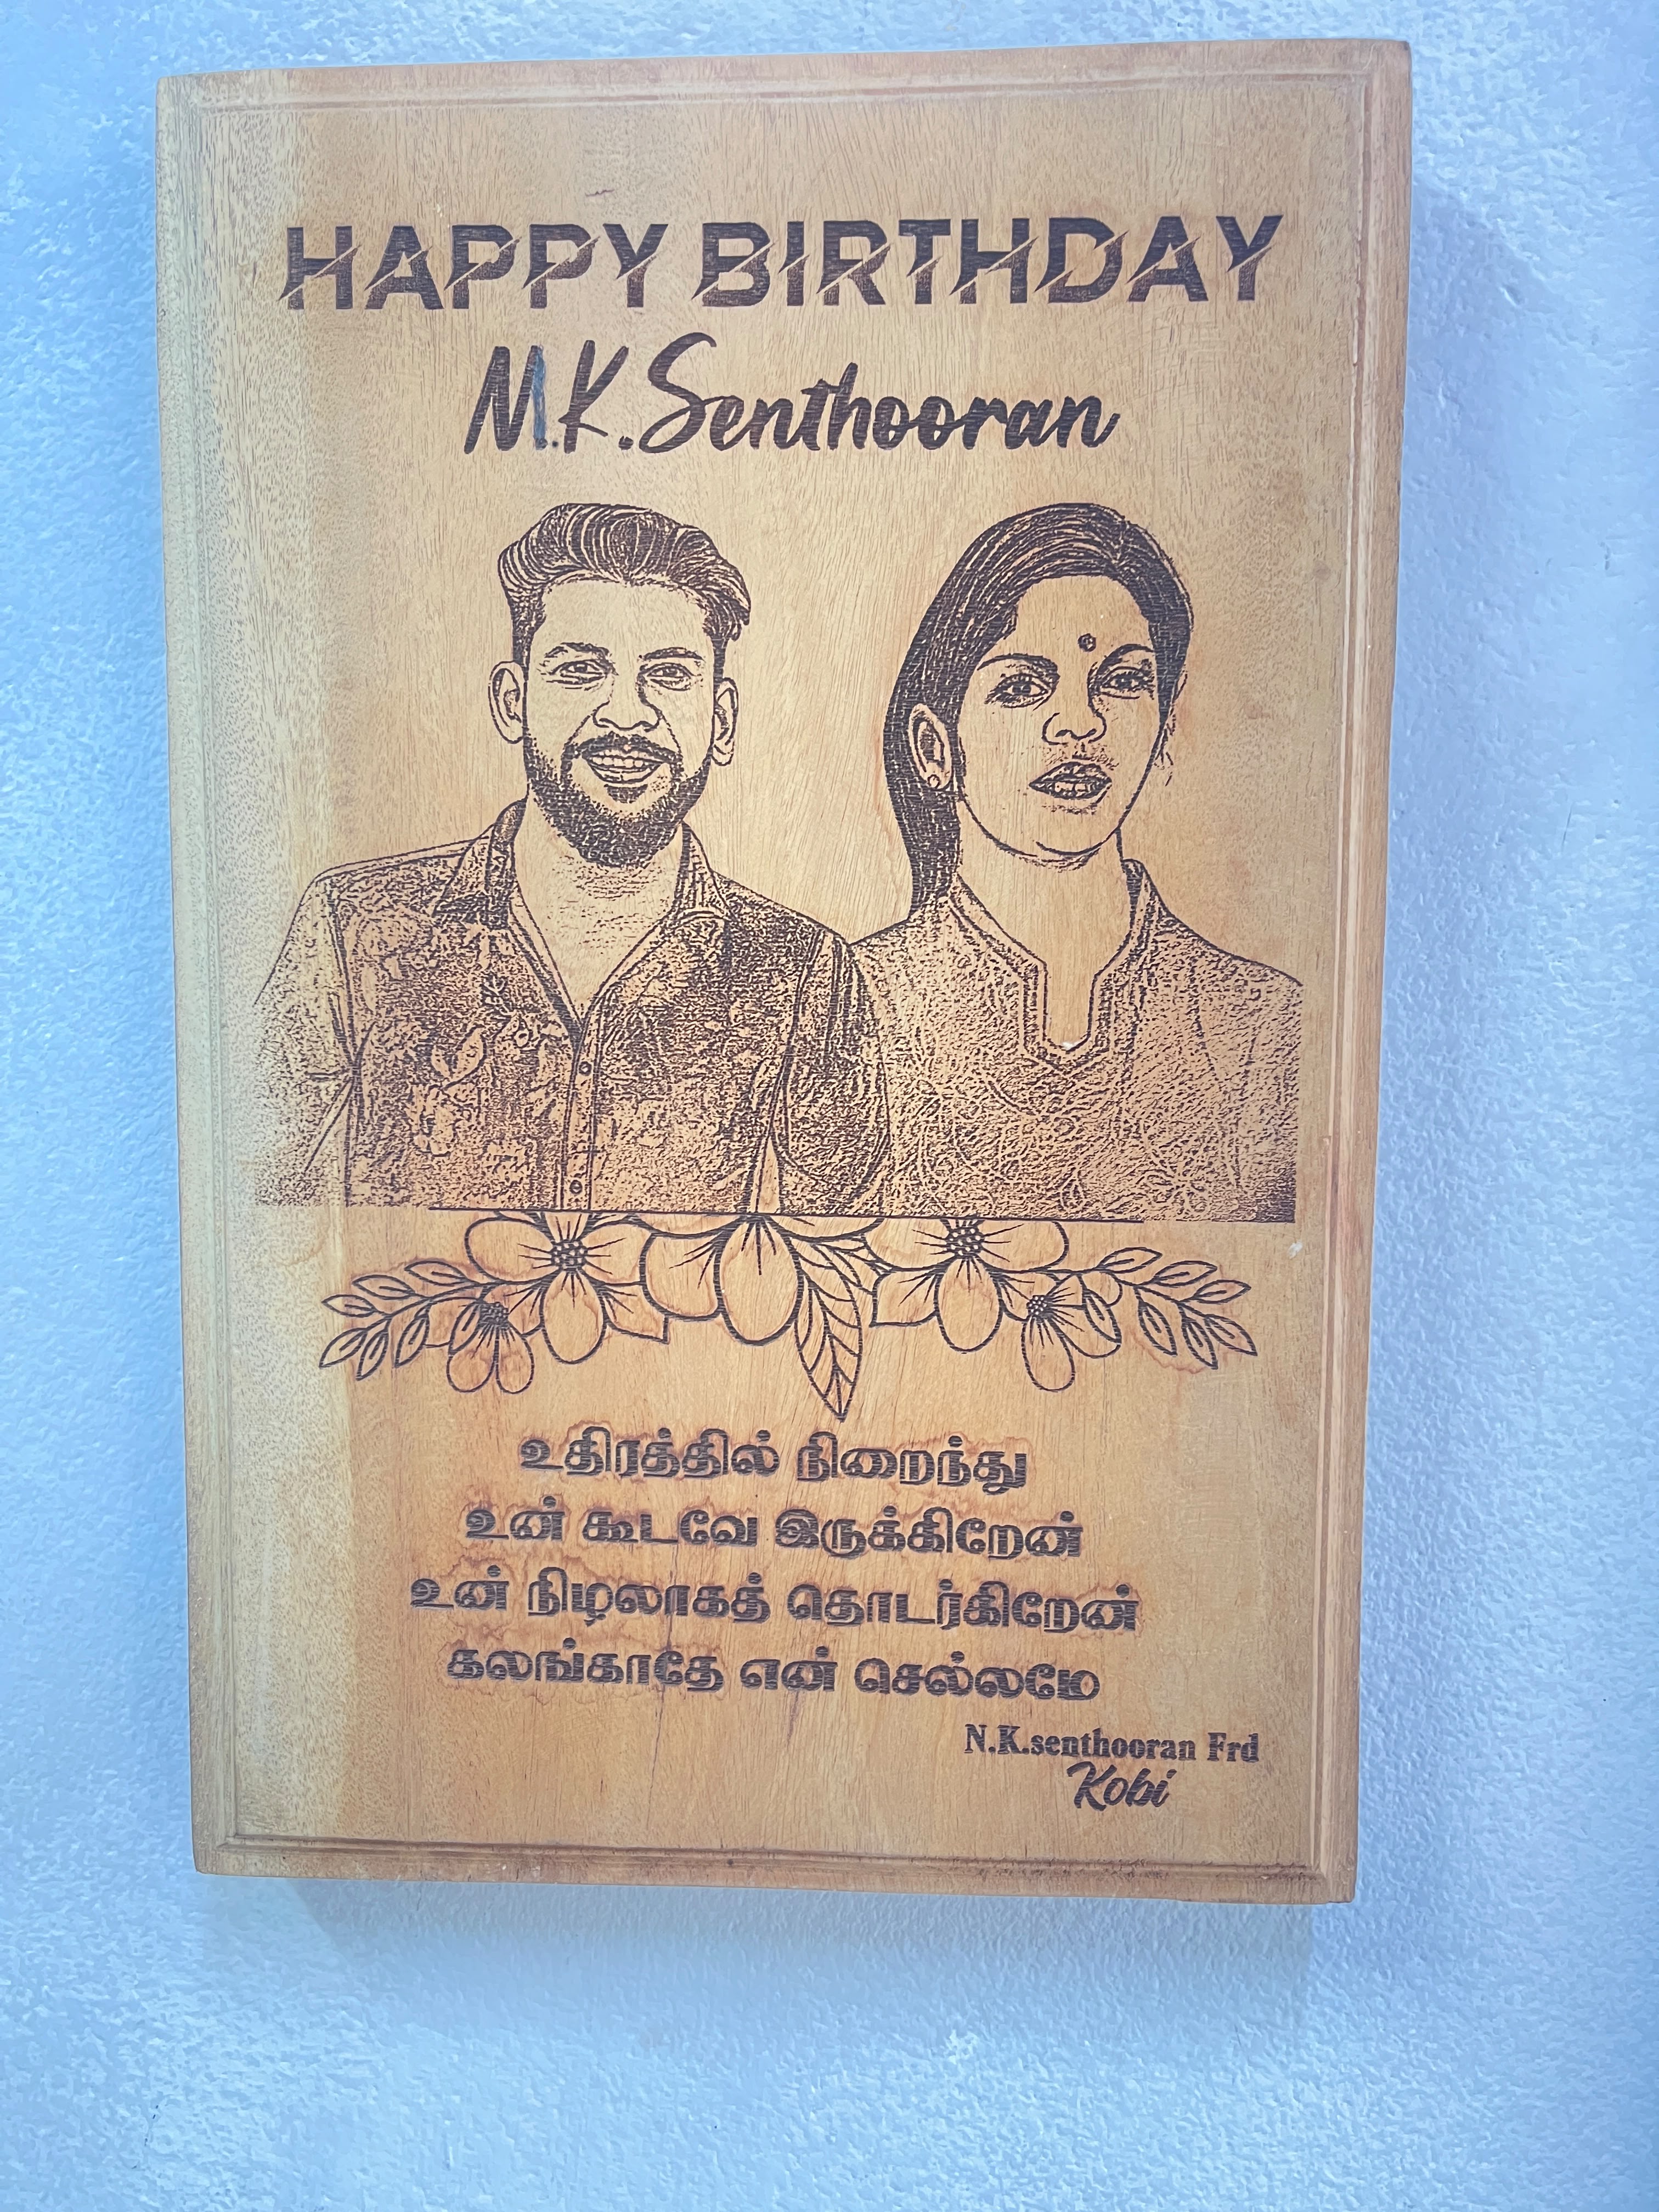 HAPPY BIRTHDAY
M.K.Senthooran
உதிரத்தில் நிறைந்து
உன் கூடவே இருக்கிறேன்
உன் நிழலாகத் தொடர்கிறேன்
கலங்காதே என் செல்லமே
N.K.senthooran Frd
Kobi